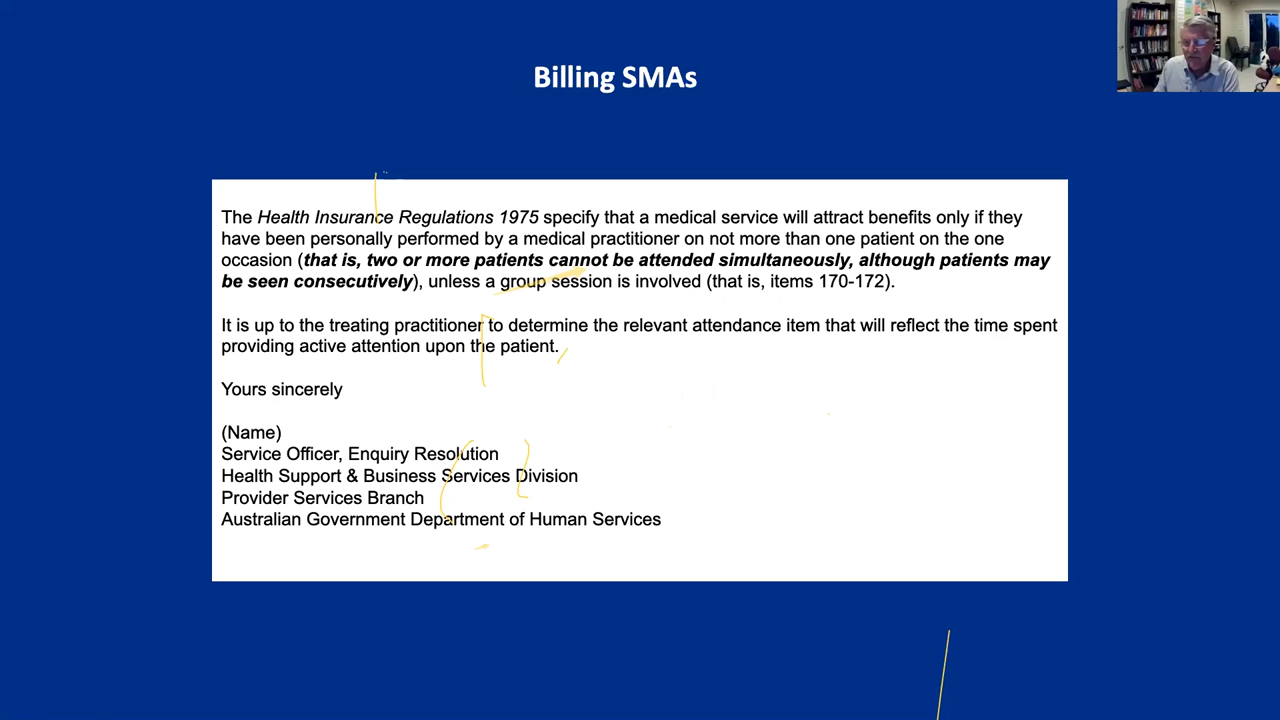 Billing SMAs
The Health Insurance Regulations 1975 specify that a medical service will attract benefits only if they
have been personally performed by a medical practitioner on not more than one patient on the one
occasion (that is, two or more patients cannot be attended simultaneously, although patients may
be seen consecutively), unless a group session is involved (that is, items 170-172).
It is up to the treating practitioner to determine the relevant attendance item that will reflect the time spent
providing active attention upon the patient.
Yours sincerely
(Name)
Service Officer, Enquiry Resolution
Health Support & Business Services Division
Provider Services Branch
Australian Government Department of Human Services